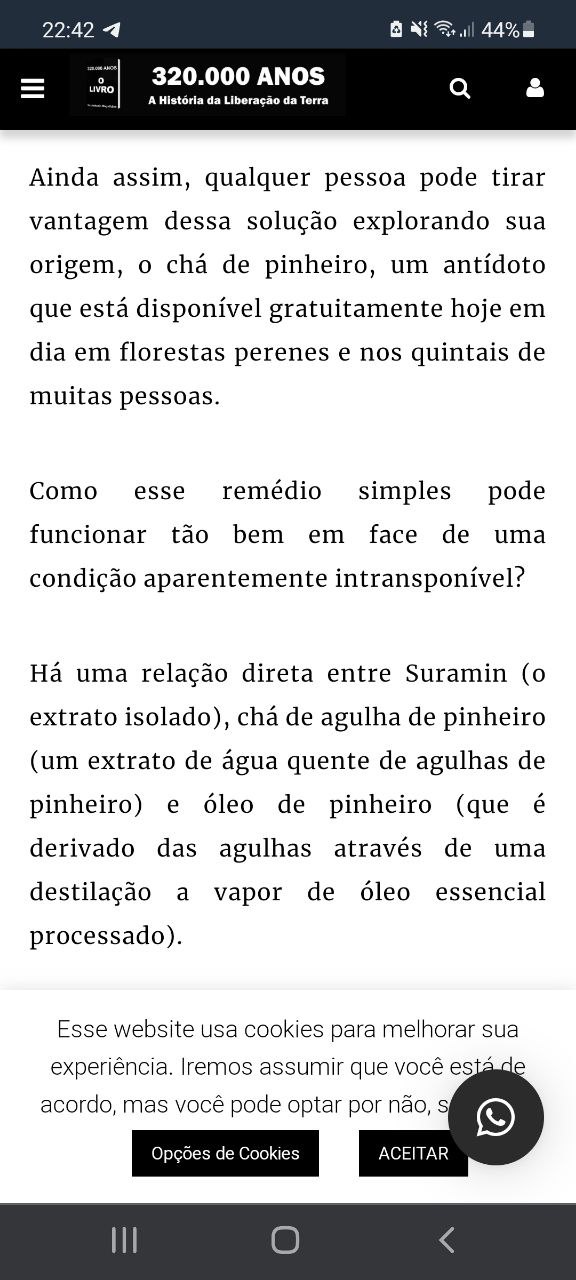 22:42 44%
320.000 ANOS
O
LIVRO
320.000 ANOS
A História da Liberação da Terra
Ainda assim, qualquer pessoa pode tirar
vantagem dessa solução explorando sua
origem, o chá de pinheiro, um antídoto
que está disponível gratuitamente hoje em
dia em florestas perenes e nos quintais de
muitas pessoas.
Como esse remédio simples pode
funcionar tão bem em face de uma
condição aparentemente intransponível?
Há uma relação direta entre Suramin (o
extrato isolado), chá de agulha de pinheiro
(um extrato de água quente de agulhas de
pinheiro) e óleo de pinheiro (que é
derivado das agulhas através de uma
destilação a vapor de óleo essencial
processado).
Esse website usa cookies para melhorar sua
experiência. Iremos assumir que você está de
acordo, mas você pode optar por não, s
Opções de Cookies
ACEITAR